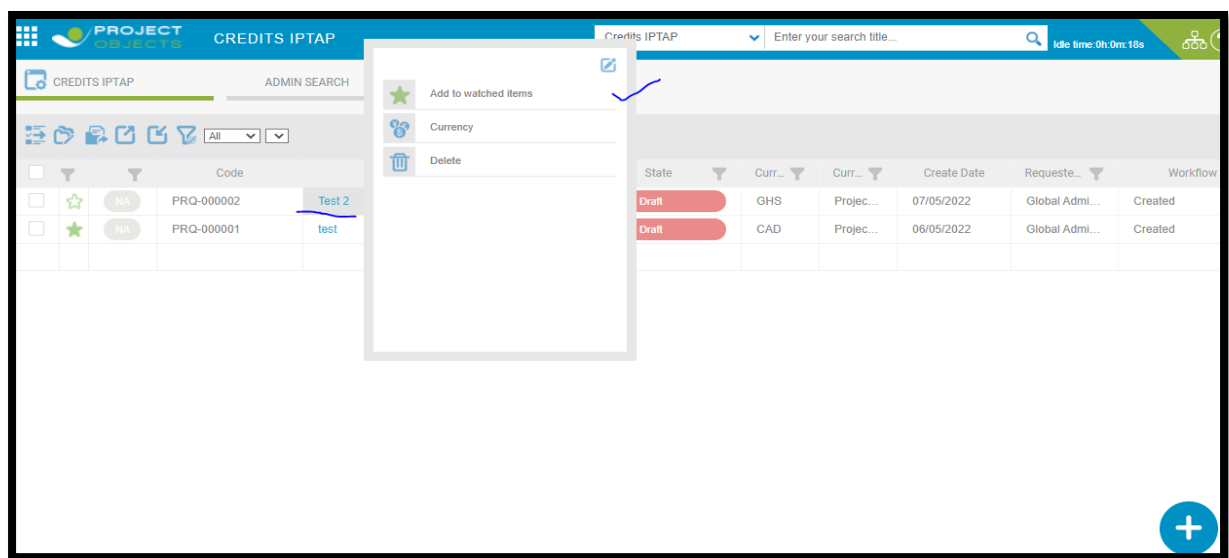 PROJECT
OBJECTS
CREDITS IPTAP
Credits IPTAP
Enter your search title...
Idle time:0h:0m:18s
CREDITS IPTAP
ADMIN SEARCH
Add to watched items
Currency
Delete
All
Code
State
Curr...
Curr...
Create Date
Requeste...
Workflow
NA
PRQ-000002
Test 2
Draft
GHS
Projec...
07/05/2022
Global Admi...
Created
NA
PRQ-000001
test
Draft
CAD
Projec...
06/05/2022
Global Admi...
Created